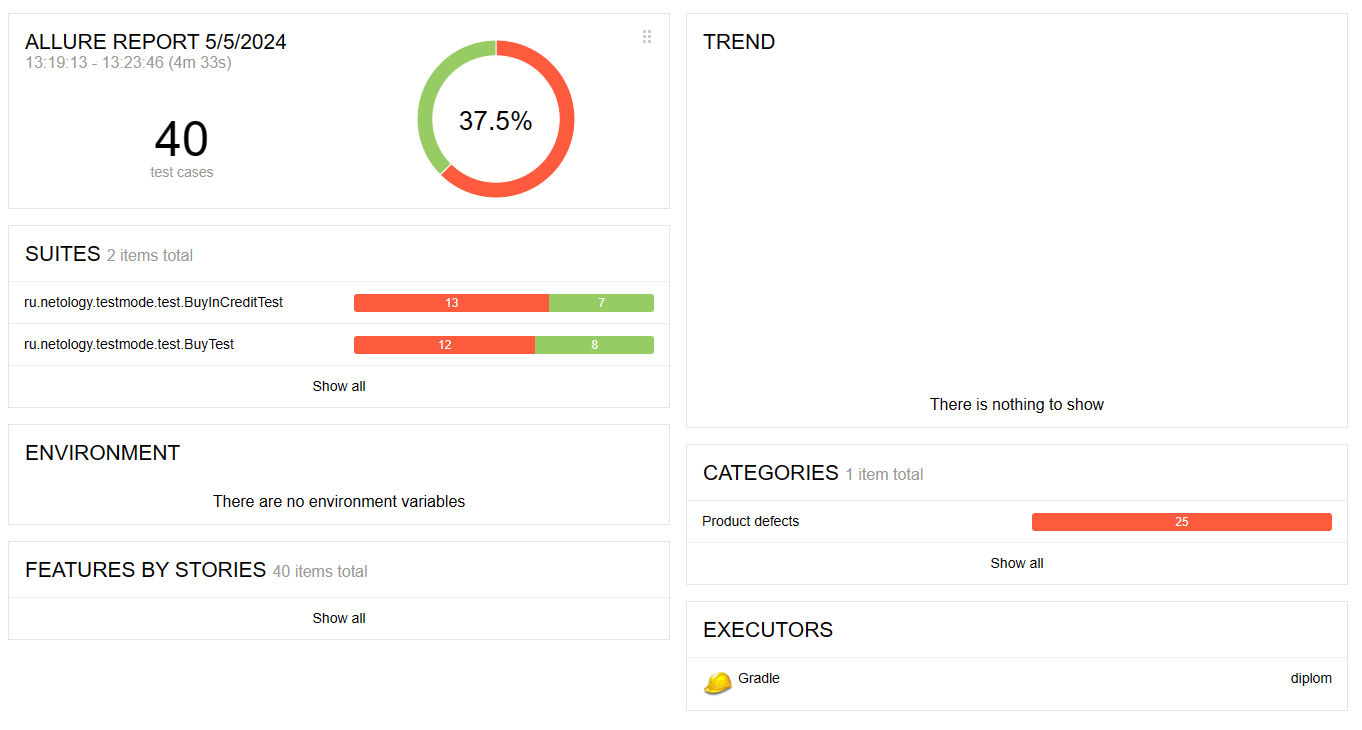 ALLURE REPORT 5/5/2024
13:19:13 - 13:23:46 (4m 33s)
40
test cases
37.5%
SUITES 2 items total
ru.netology.testmode.test.BuyInCreditTest 13 7
ru.netology.testmode.test.BuyTest 12 8
Show all
ENVIRONMENT
There are no environment variables
FEATURES BY STORIES 40 items total
Show all
TREND
There is nothing to show
CATEGORIES 1 item total
Product defects 25
Show all
EXECUTORS
Gradle diplom